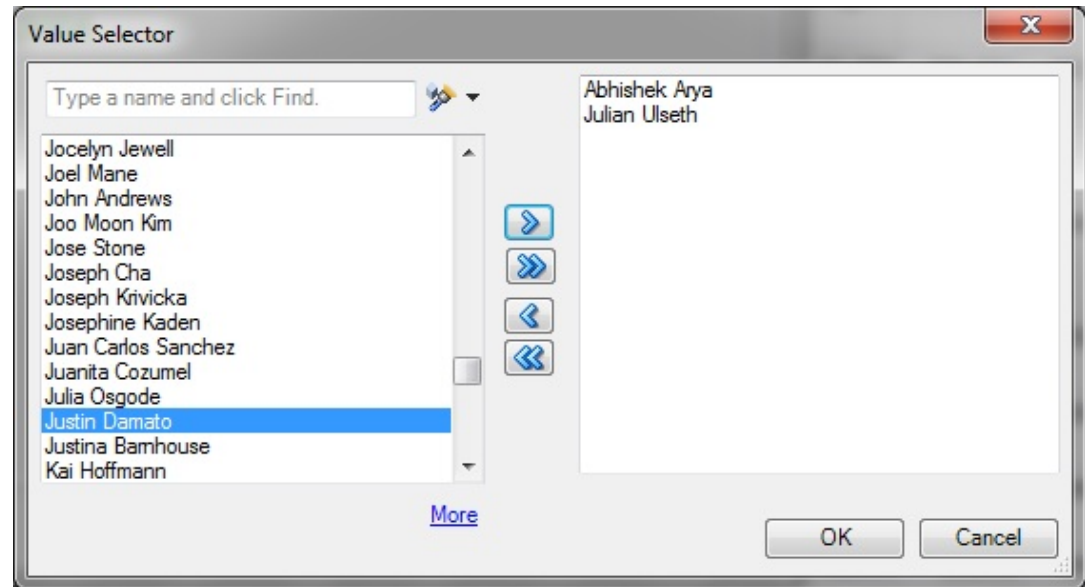 Value Selector
Type a name and click Find.
Jocelyn Jewell
Joel Mane
John Andrews
Joo Moon Kim
Jose Stone
Joseph Cha
Joseph Krivicka
Josephine Kaden
Juan Carlos Sanchez
Juanita Cozumel
Julia Osgode
Justin Damato
Justina Barnhouse
Kai Hoffmann
More
Abhishek Arya
Julian Ulseth
OK
Cancel